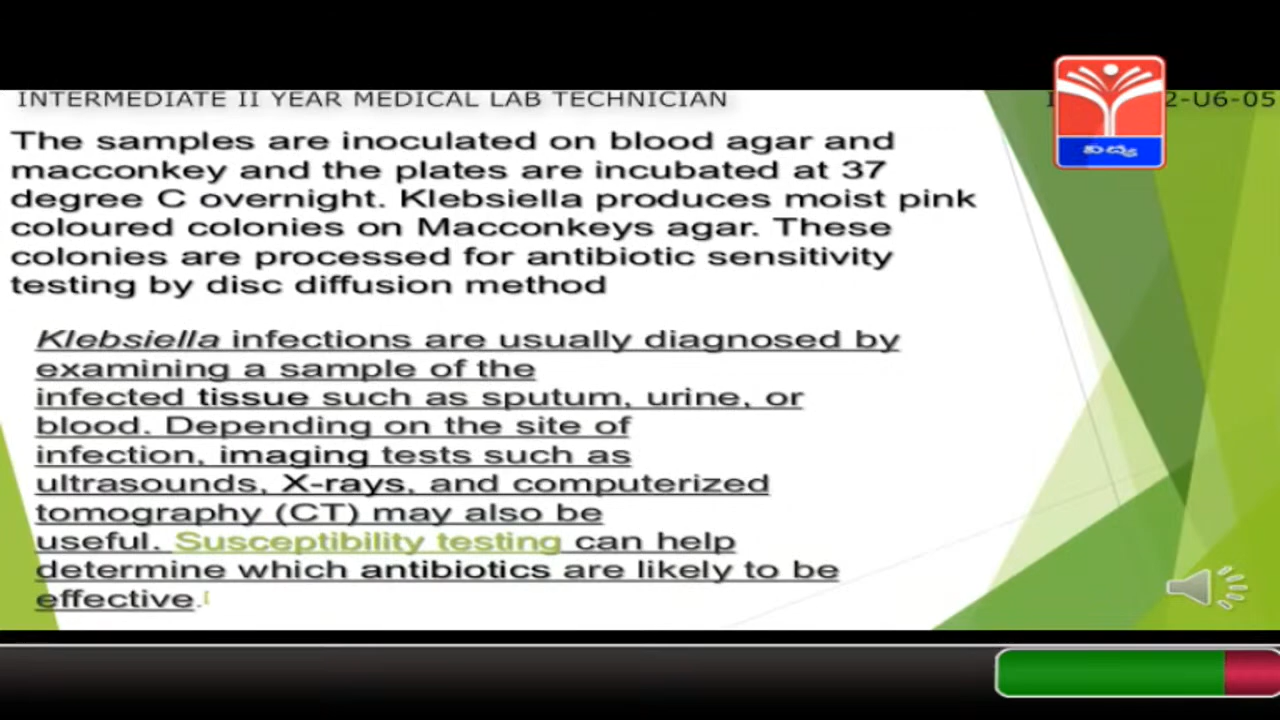 INTERMEDIATE II YEAR MEDICAL LAB TECHNICIAN 2-U6-05
విద్య
The samples are inoculated on blood agar and
macconkey and the plates are incubated at 37
degree C overnight. Klebsiella produces moist pink
coloured colonies on Macconkeys agar. These
colonies are processed for antibiotic sensitivity
testing by disc diffusion method
Klebsiella infections are usually diagnosed by
examining a sample of the
infected tissue such as sputum, urine, or
blood. Depending on the site of
infection, imaging tests such as
ultrasounds, X-rays, and computerized
tomography (CT) may also be
useful. Susceptibility testing can help
determine which antibiotics are likely to be
effective.[